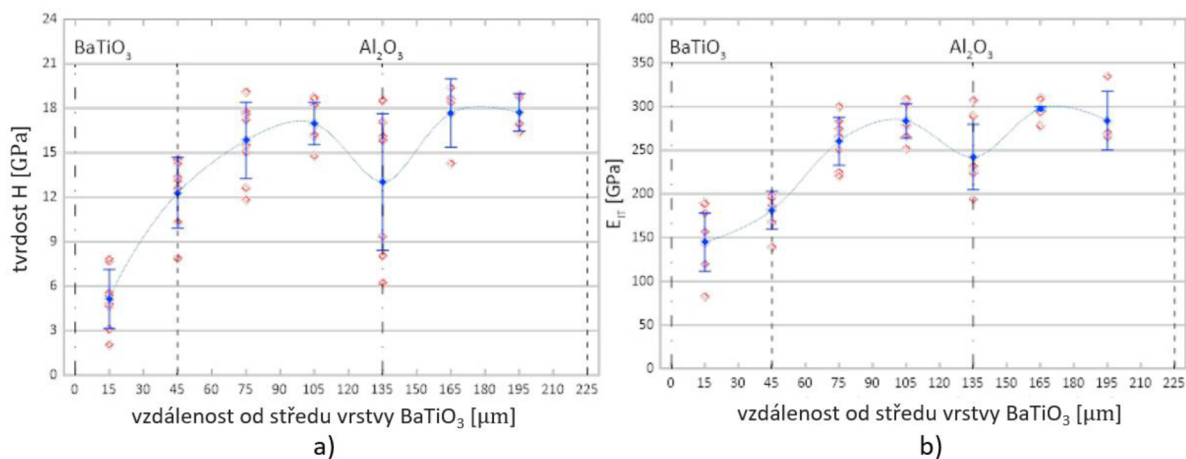 24
21
18
15
12
9
6
3
0
tvrdost H [GPa]
BaTiO₃
Al₂O₃
0 15 30 45 60 75 90 105 120 135 150 165 180 195 210 225
vzdálenost od středu vrstvy BaTiO₃ [μm]
a)
400
350
300
250
200
150
100
50
0
E_IT [GPa]
BaTiO₃
Al₂O₃
0 15 30 45 60 75 90 105 120 135 150 165 180 195 210 225
vzdálenost od středu vrstvy BaTiO₃ [μm]
b)